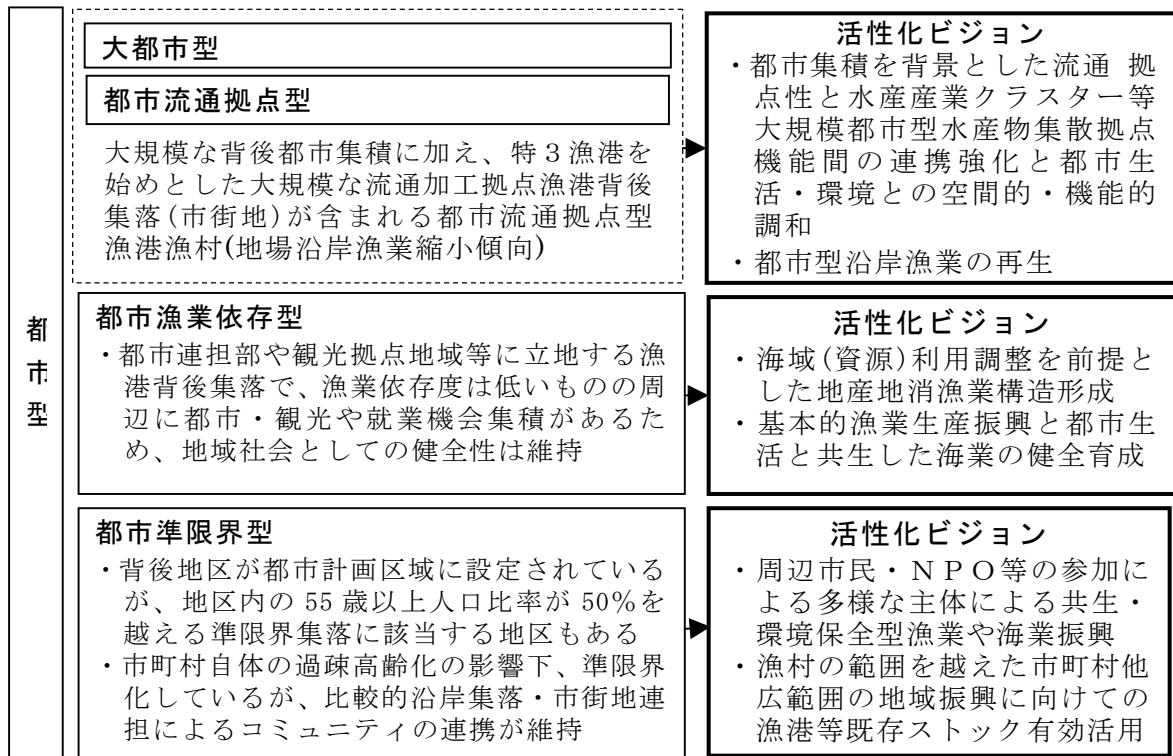 都市型
大都市型
都市流通拠点型
大規模な背後都市集積に加え、特３漁港を
始めとした大規模な流通加工拠点漁港背後
集落(市街地)が含まれる都市流通拠点型
漁港漁村(地場沿岸漁業縮小傾向)
活性化ビジョン
・都市集積を背景とした流通 拠
点性と水産産業クラスター等
大規模都市型水産物集散拠点
機能間の連携強化と都市生
活・環境との空間的・機能的
調和
・都市型沿岸漁業の再生
都市漁業依存型
・都市連担部や観光拠点地域等に立地する漁
港背後集落で、漁業依存度は低いものの周
辺に都市・観光や就業機会集積があるた
め、地域社会としての健全性は維持
活性化ビジョン
・海域(資源)利用調整を前提と
した地産地消漁業構造形成
・基本的漁業生産振興と都市生
活と共生した海業の健全育成
都市準限界型
・背後地区が都市計画区域に設定されている
が、地区内の 55 歳以上人口比率が 50％を
越える準限界集落に該当する地区もある
・市町村自体の過疎高齢化の影響下、準限界
化しているが、比較的沿岸集落・市街地連
担によるコミュニティの連携が維持
活性化ビジョン
・周辺市民・ＮＰＯ等の参加に
よる多様な主体による共生・
環境保全型漁業や海業振興
・漁村の範囲を越えた市町村他
広範囲の地域振興に向けての
漁港等既存ストック有効活用